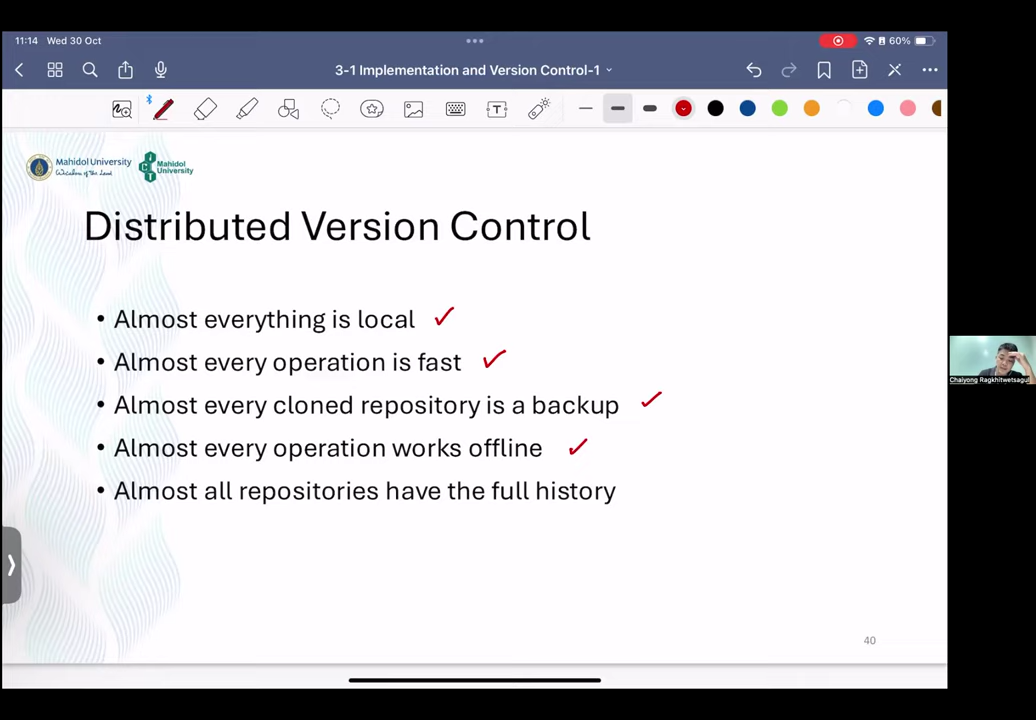 11:14 Wed 30 Oct
60%
3-1 Implementation and Version Control-1
T
Mahidol University
Wisdom of the Land
ICT
Mahidol
University
Distributed Version Control
• Almost everything is local ✓
• Almost every operation is fast ✓
• Almost every cloned repository is a backup ✓
• Almost every operation works offline ✓
• Almost all repositories have the full history
40
Chaiyong Ragkhitwetsagul